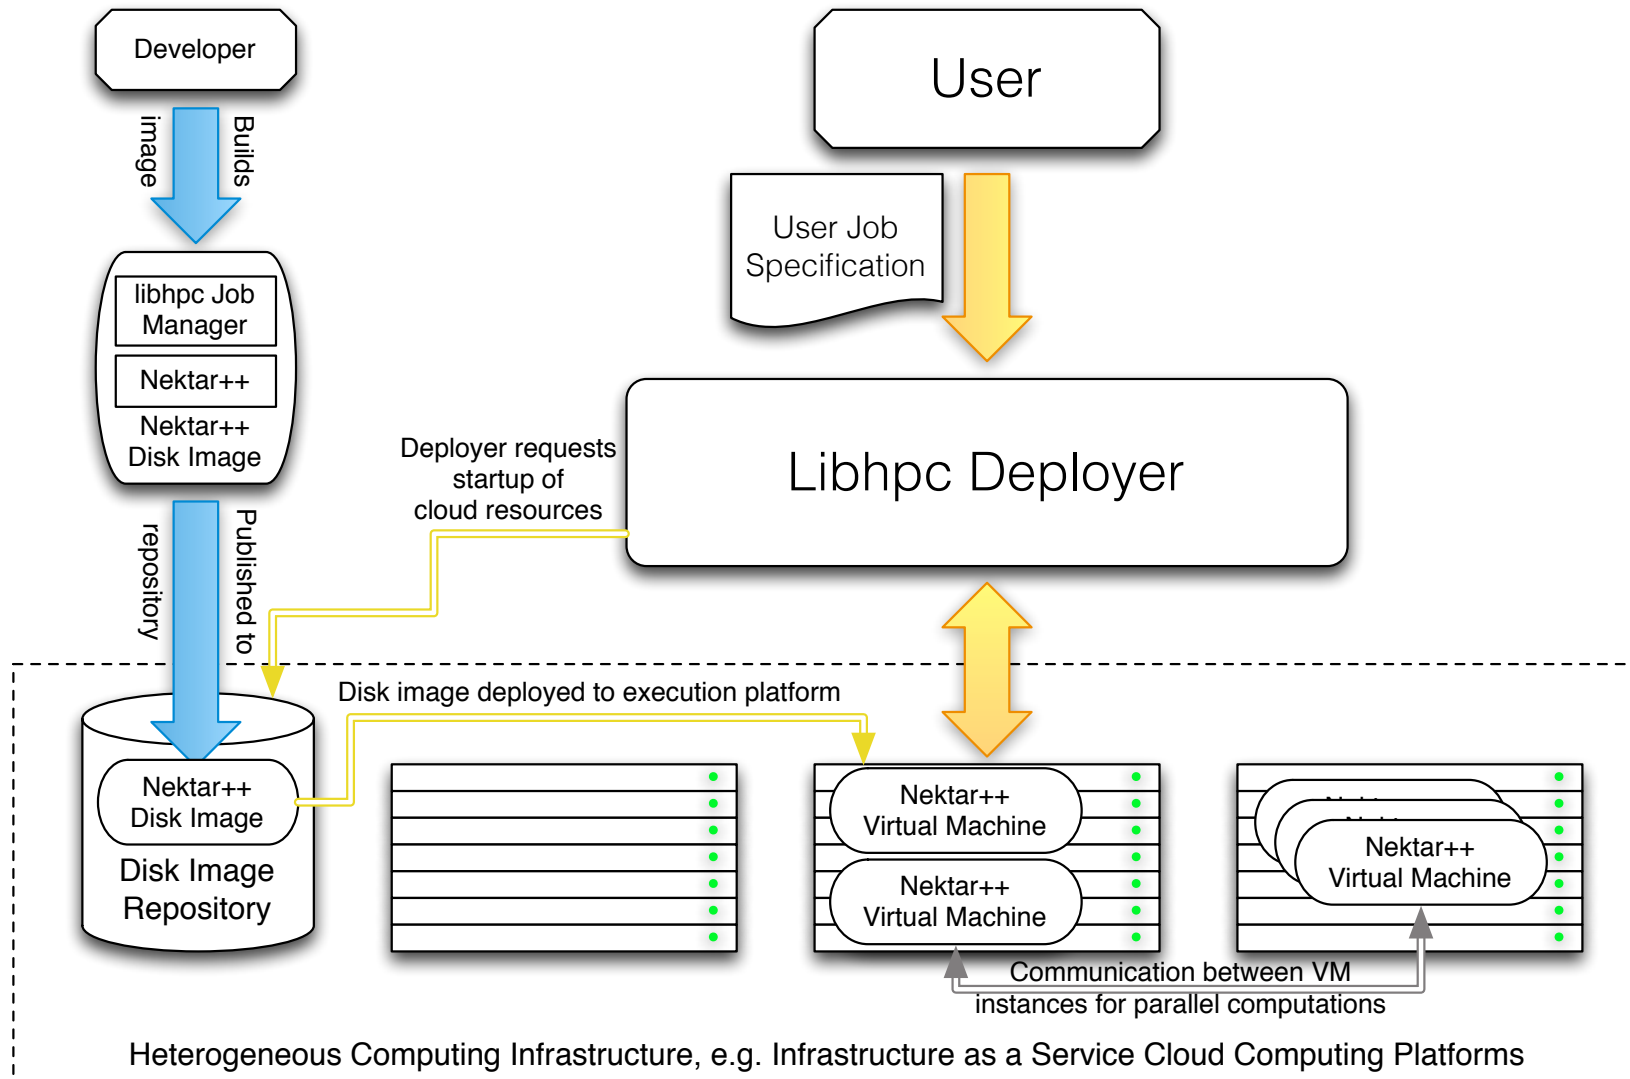 Developer
User
Builds
image
User Job
Specification
libhpc Job
Manager
Nektar++
Nektar++
Disk Image
Deployer requests
startup of
cloud resources
Libhpc Deployer
Published to
repository
Disk image deployed to execution platform
Nektar++
Disk Image
Disk Image
Repository
Nektar++
Virtual Machine
Nektar++
Virtual Machine
Nektar++
Virtual Machine
Communication between VM
instances for parallel computations
Heterogeneous Computing Infrastructure, e.g. Infrastructure as a Service Cloud Computing Platforms